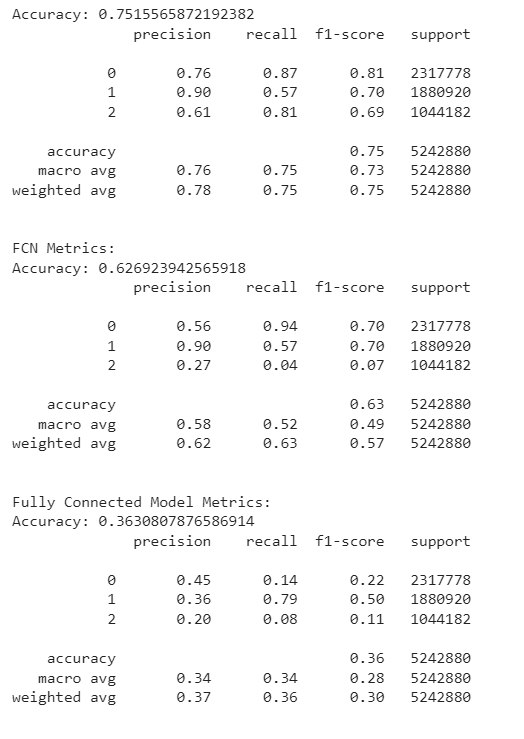 Accuracy: 0.7515565872192382
precision recall f1-score support
0 0.76 0.87 0.81 2317778
1 0.90 0.57 0.70 1880920
2 0.61 0.81 0.69 1044182
accuracy 0.75 5242880
macro avg 0.76 0.75 0.73 5242880
weighted avg 0.78 0.75 0.75 5242880
FCN Metrics:
Accuracy: 0.626923942565918
precision recall f1-score support
0 0.56 0.94 0.70 2317778
1 0.90 0.57 0.70 1880920
2 0.27 0.04 0.07 1044182
accuracy 0.63 5242880
macro avg 0.58 0.52 0.49 5242880
weighted avg 0.62 0.63 0.57 5242880
Fully Connected Model Metrics:
Accuracy: 0.3630807876586914
precision recall f1-score support
0 0.45 0.14 0.22 2317778
1 0.36 0.79 0.50 1880920
2 0.20 0.08 0.11 1044182
accuracy 0.36 5242880
macro avg 0.34 0.34 0.28 5242880
weighted avg 0.37 0.36 0.30 5242880